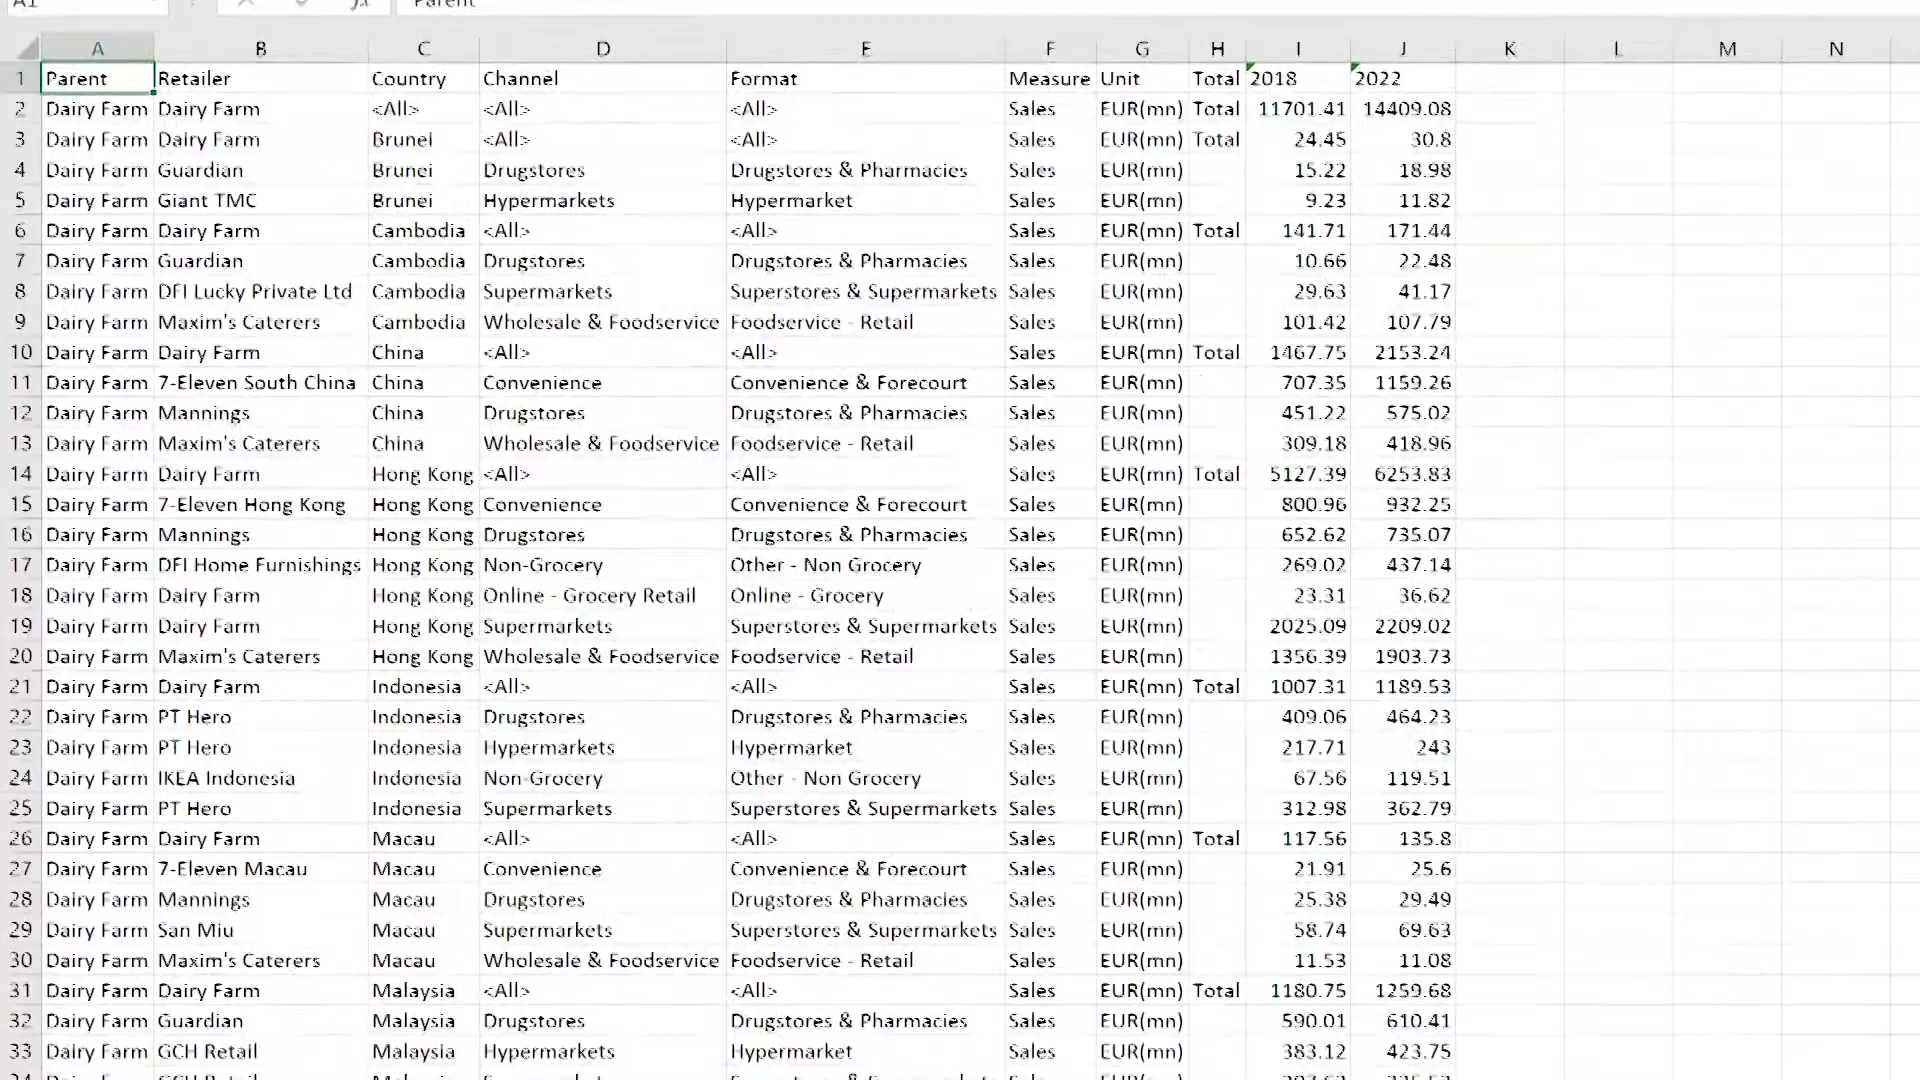 A1 fx Parent
A B C D E F G H I J K L M N
1 Parent Retailer Country Channel Format Measure Unit Total 2018 2022
2 Dairy Farm Dairy Farm <All> <All> <All> Sales EUR(mn) Total 11701.41 14409.08
3 Dairy Farm Dairy Farm Brunei <All> <All> Sales EUR(mn) Total 24.45 30.8
4 Dairy Farm Guardian Brunei Drugstores Drugstores & Pharmacies Sales EUR(mn) 15.22 18.98
5 Dairy Farm Giant TMC Brunei Hypermarkets Hypermarket Sales EUR(mn) 9.23 11.82
6 Dairy Farm Dairy Farm Cambodia <All> <All> Sales EUR(mn) Total 141.71 171.44
7 Dairy Farm Guardian Cambodia Drugstores Drugstores & Pharmacies Sales EUR(mn) 10.66 22.48
8 Dairy Farm DFI Lucky Private Ltd Cambodia Supermarkets Superstores & Supermarkets Sales EUR(mn) 29.63 41.17
9 Dairy Farm Maxim's Caterers Cambodia Wholesale & Foodservice Foodservice - Retail Sales EUR(mn) 101.42 107.79
10 Dairy Farm Dairy Farm China <All> <All> Sales EUR(mn) Total 1467.75 2153.24
11 Dairy Farm 7-Eleven South China China Convenience Convenience & Forecourt Sales EUR(mn) 707.35 1159.26
12 Dairy Farm Mannings China Drugstores Drugstores & Pharmacies Sales EUR(mn) 451.22 575.02
13 Dairy Farm Maxim's Caterers China Wholesale & Foodservice Foodservice - Retail Sales EUR(mn) 309.18 418.96
14 Dairy Farm Dairy Farm Hong Kong <All> <All> Sales EUR(mn) Total 5127.39 6253.83
15 Dairy Farm 7-Eleven Hong Kong Hong Kong Convenience Convenience & Forecourt Sales EUR(mn) 800.96 932.25
16 Dairy Farm Mannings Hong Kong Drugstores Drugstores & Pharmacies Sales EUR(mn) 652.62 735.07
17 Dairy Farm DFI Home Furnishings Hong Kong Non-Grocery Other - Non Grocery Sales EUR(mn) 269.02 437.14
18 Dairy Farm Dairy Farm Hong Kong Online - Grocery Retail Online - Grocery Sales EUR(mn) 23.31 36.62
19 Dairy Farm Dairy Farm Hong Kong Supermarkets Superstores & Supermarkets Sales EUR(mn) 2025.09 2209.02
20 Dairy Farm Maxim's Caterers Hong Kong Wholesale & Foodservice Foodservice - Retail Sales EUR(mn) 1356.39 1903.73
21 Dairy Farm Dairy Farm Indonesia <All> <All> Sales EUR(mn) Total 1007.31 1189.53
22 Dairy Farm PT Hero Indonesia Drugstores Drugstores & Pharmacies Sales EUR(mn) 409.06 464.23
23 Dairy Farm PT Hero Indonesia Hypermarkets Hypermarket Sales EUR(mn) 217.71 243
24 Dairy Farm IKEA Indonesia Indonesia Non-Grocery Other - Non Grocery Sales EUR(mn) 67.56 119.51
25 Dairy Farm PT Hero Indonesia Supermarkets Superstores & Supermarkets Sales EUR(mn) 312.98 362.79
26 Dairy Farm Dairy Farm Macau <All> <All> Sales EUR(mn) Total 117.56 135.8
27 Dairy Farm 7-Eleven Macau Macau Convenience Convenience & Forecourt Sales EUR(mn) 21.91 25.6
28 Dairy Farm Mannings Macau Drugstores Drugstores & Pharmacies Sales EUR(mn) 25.38 29.49
29 Dairy Farm San Miu Macau Supermarkets Superstores & Supermarkets Sales EUR(mn) 58.74 69.63
30 Dairy Farm Maxim's Caterers Macau Wholesale & Foodservice Foodservice - Retail Sales EUR(mn) 11.53 11.08
31 Dairy Farm Dairy Farm Malaysia <All> <All> Sales EUR(mn) Total 1180.75 1259.68
32 Dairy Farm Guardian Malaysia Drugstores Drugstores & Pharmacies Sales EUR(mn) 590.01 610.41
33 Dairy Farm GCH Retail Malaysia Hypermarkets Hypermarket Sales EUR(mn) 383.12 423.75